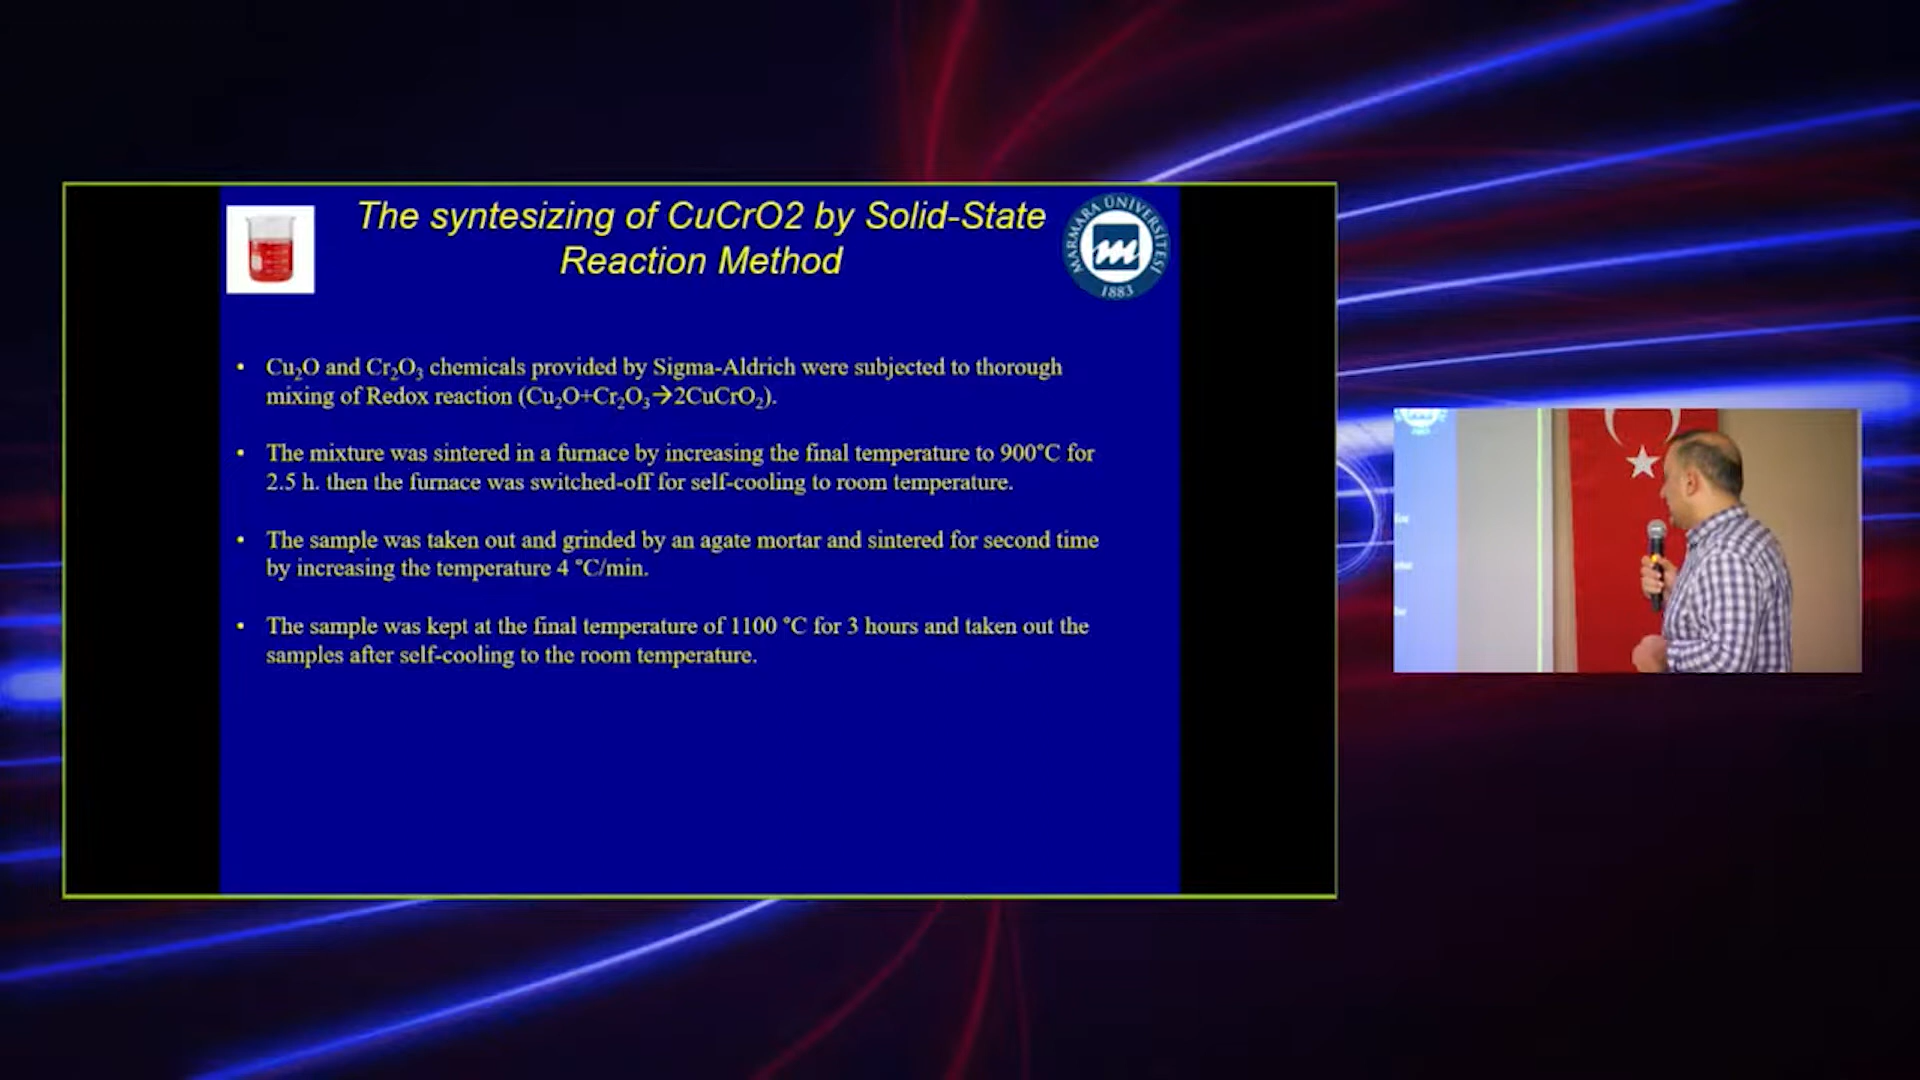 The syntesizing of CuCrO2 by Solid-State
Reaction Method
MARMARA ÜNİVERSİTESİ
m
1883
• Cu₂O and Cr₂O₃ chemicals provided by Sigma-Aldrich were subjected to thorough
mixing of Redox reaction (Cu₂O+Cr₂O₃→2CuCrO₂).
• The mixture was sintered in a furnace by increasing the final temperature to 900°C for
2.5 h. then the furnace was switched-off for self-cooling to room temperature.
• The sample was taken out and grinded by an agate mortar and sintered for second time
by increasing the temperature 4 °C/min.
• The sample was kept at the final temperature of 1100 °C for 3 hours and taken out the
samples after self-cooling to the room temperature.